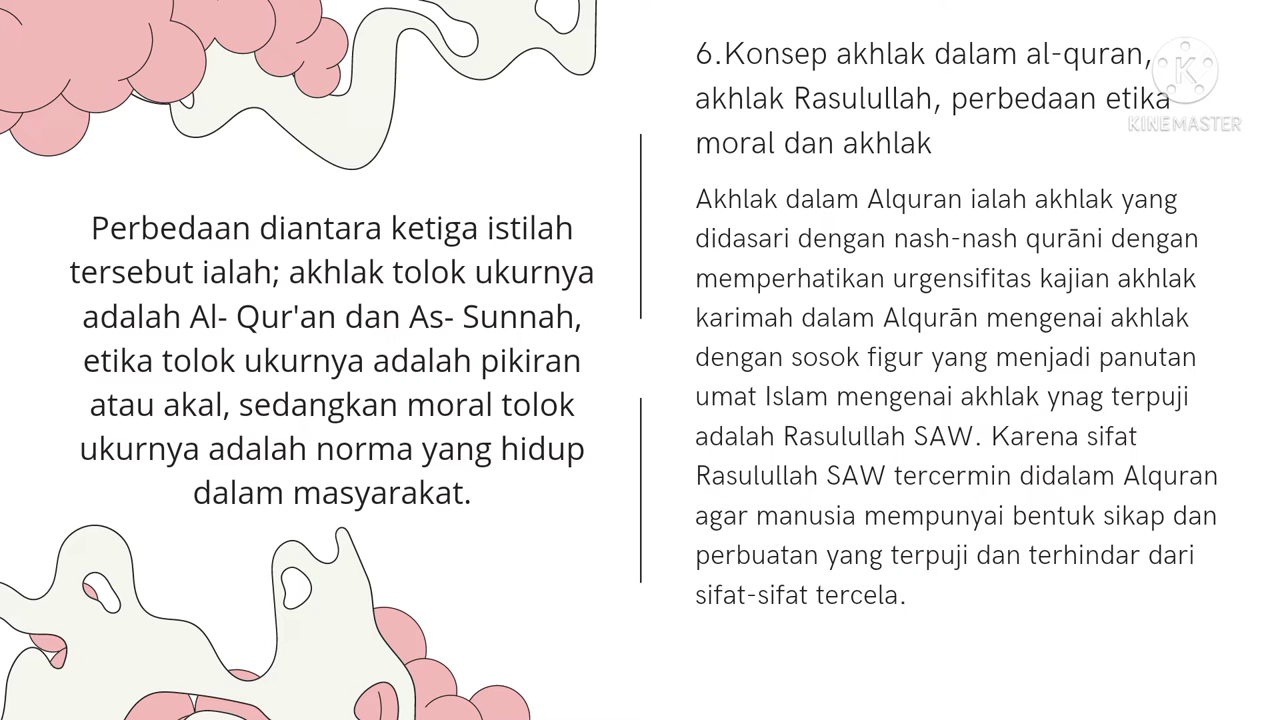 Perbedaan diantara ketiga istilah
tersebut ialah; akhlak tolok ukurnya
adalah Al- Qur'an dan As- Sunnah,
etika tolok ukurnya adalah pikiran
atau akal, sedangkan moral tolok
ukurnya adalah norma yang hidup
dalam masyarakat.
6.Konsep akhlak dalam al-quran,
akhlak Rasulullah, perbedaan etika
moral dan akhlak
Akhlak dalam Alquran ialah akhlak yang
didasari dengan nash-nash qurāni dengan
memperhatikan urgensifitas kajian akhlak
karimah dalam Alqurān mengenai akhlak
dengan sosok figur yang menjadi panutan
umat Islam mengenai akhlak ynag terpuji
adalah Rasulullah SAW. Karena sifat
Rasulullah SAW tercermin didalam Alquran
agar manusia mempunyai bentuk sikap dan
perbuatan yang terpuji dan terhindar dari
sifat-sifat tercela.
K
KINEMASTER